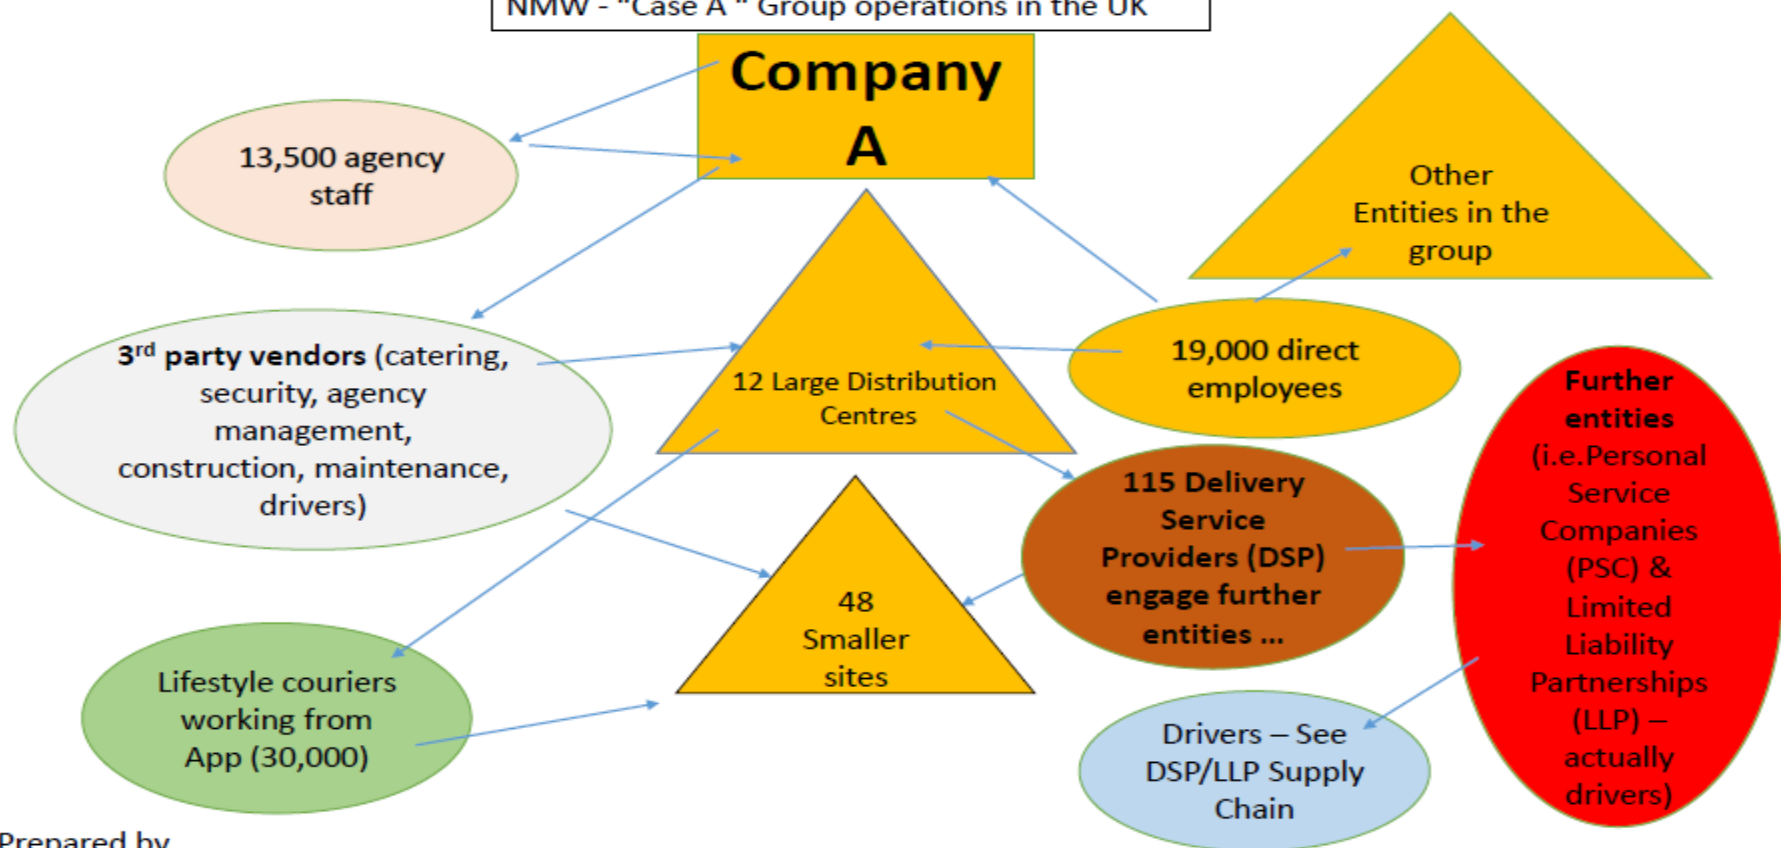 NMW - "Case A " Group operations in the UK
Company
A
13,500 agency
staff
Other
Entities in the
group
3rd party vendors (catering,
security, agency
management,
construction, maintenance,
drivers)
12 Large Distribution
Centres
19,000 direct
employees
Further
entities
(i.e.Personal
Service
Companies
(PSC) &
Limited
Liability
Partnerships
(LLP) –
actually
drivers)
115 Delivery
Service
Providers (DSP)
engage further
entities ...
48
Smaller
sites
Lifestyle couriers
working from
App (30,000)
Drivers – See
DSP/LLP Supply
Chain
Prepared by